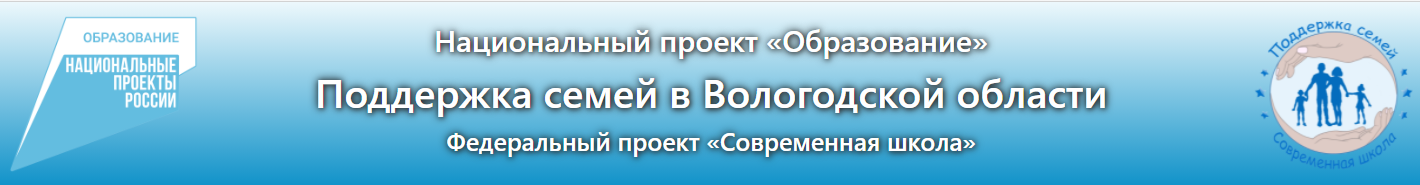 ОБРАЗОВАНИЕ
НАЦИОНАЛЬНЫЕ
ПРОЕКТЫ
РОССИИ
Национальный проект «Образование»
Поддержка семей в Вологодской области
Федеральный проект «Современная школа»
Поддержка семей
Современная школа